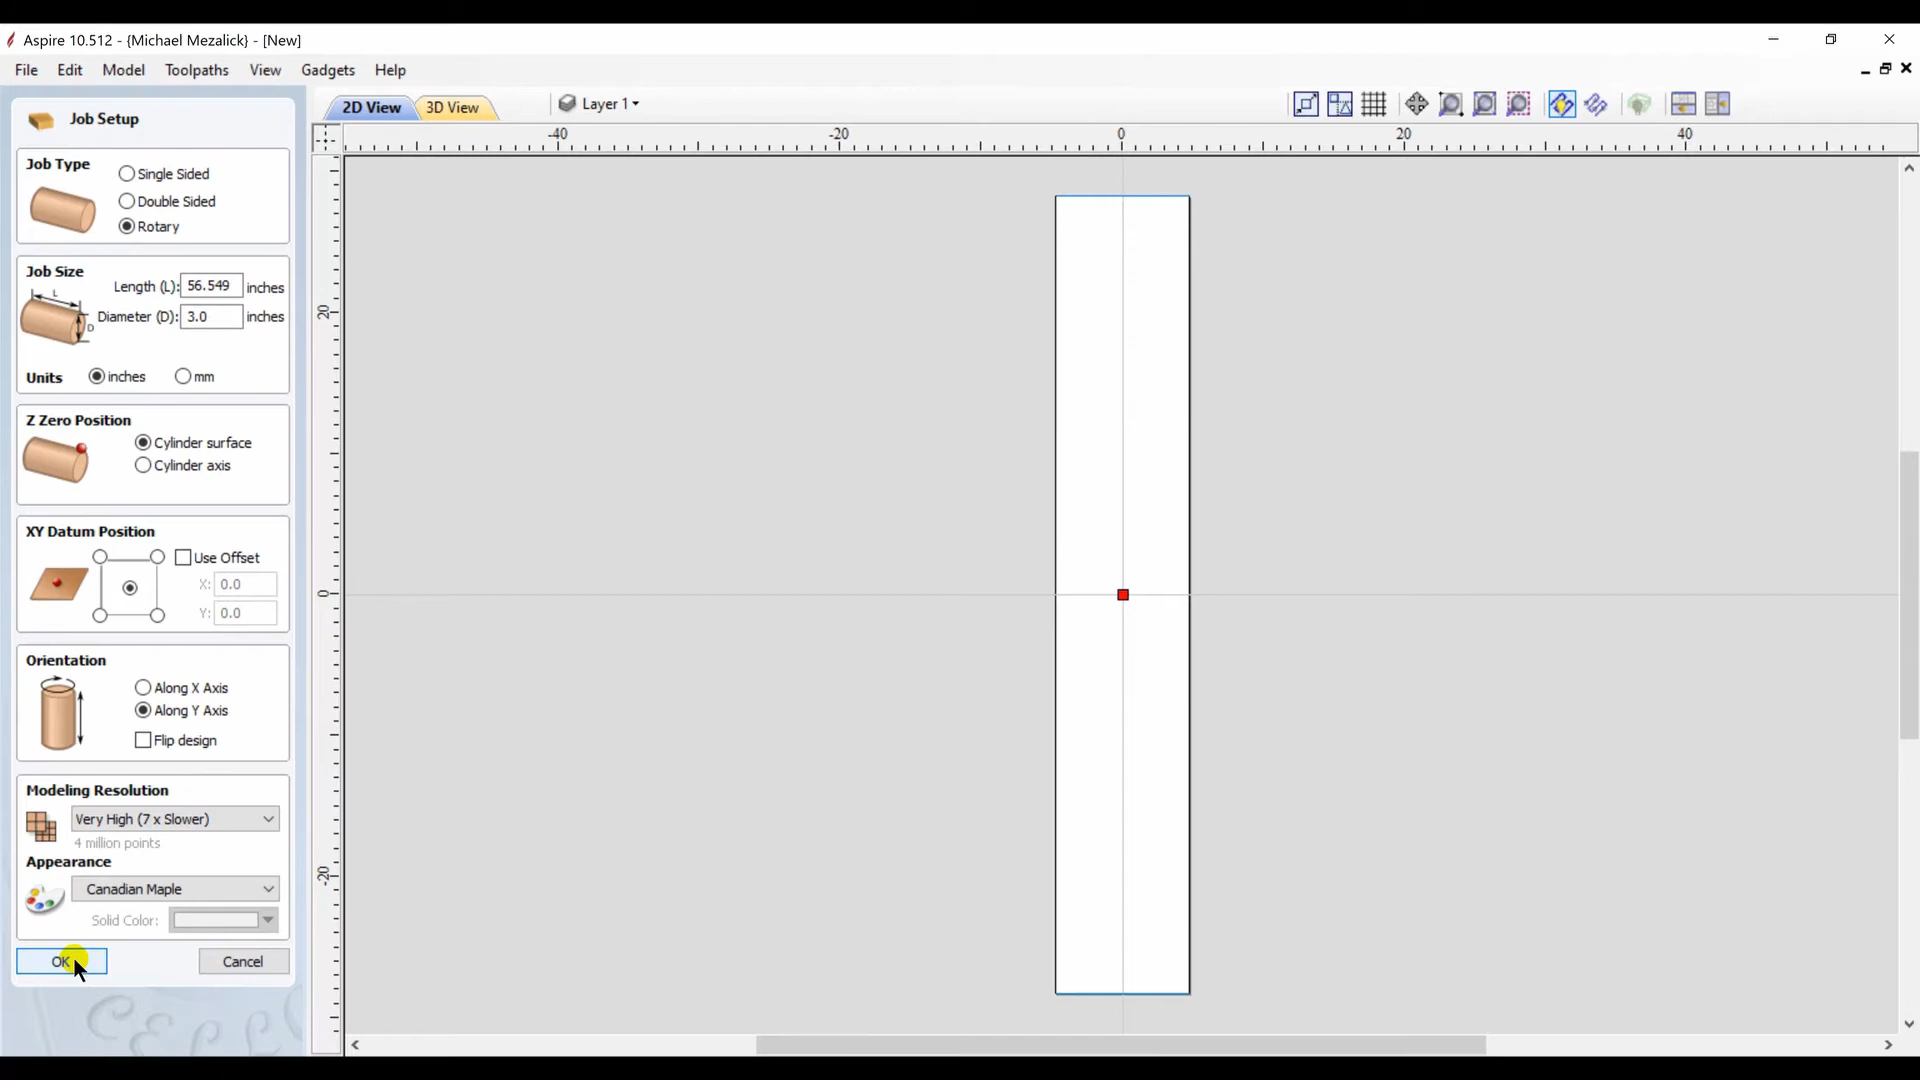 Aspire 10.512 - {Michael Mezalick} - [New]
File Edit Model Toolpaths View Gadgets Help
Job Setup
2D View 3D View Layer 1
-40 -20 0 20 40
Job Type
Single Sided
Double Sided
Rotary
Job Size
Length (L): 56.549 inches
L
Diameter (D): 3.0 inches
D
Units inches mm
Z Zero Position
Cylinder surface
Cylinder axis
XY Datum Position
Use Offset
X: 0.0
Y: 0.0
Orientation
Along X Axis
Along Y Axis
Flip design
Modeling Resolution
Very High (7 x Slower)
4 million points
Appearance
Canadian Maple
Solid Color:
OK Cancel
20
0
-20